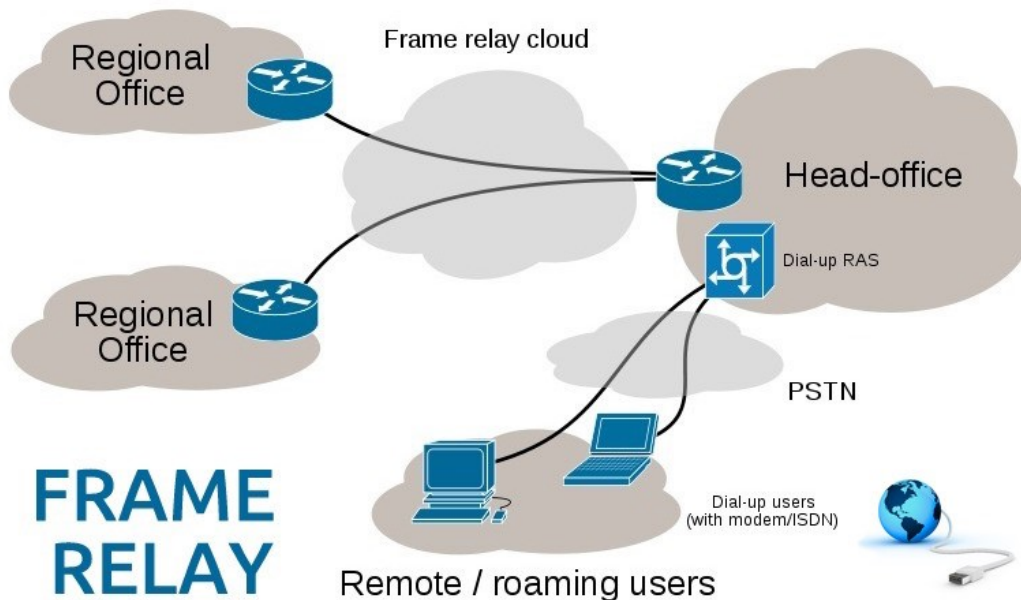 Frame relay cloud
Regional
Office
Head-office
Dial-up RAS
Regional
Office
PSTN
Dial-up users
(with modem/ISDN)
FRAME
RELAY
Remote / roaming users